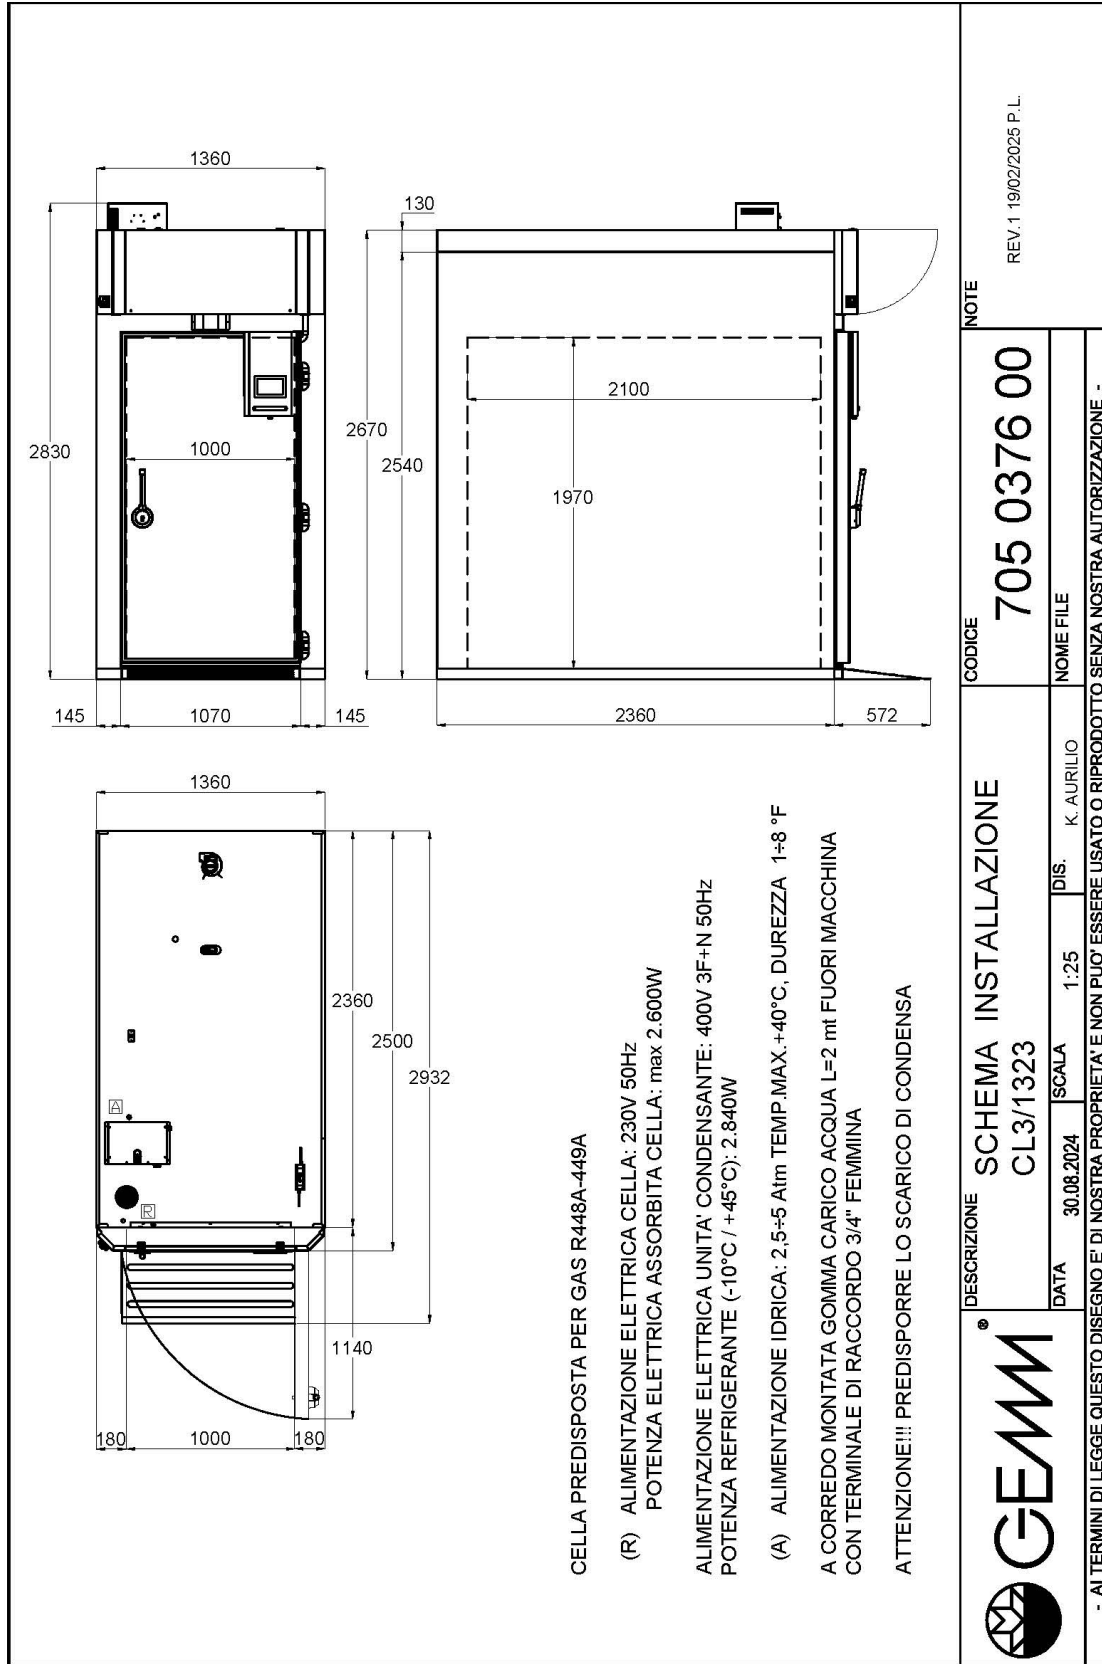 1360
2830
1000
145
1070
145
130
2670
2540
2100
1970
2360
572
1360
2360
2500
2932
1140
180
1000
180
A
R
CELLA PREDISPOSTA PER GAS R448A-449A
(R) ALIMENTAZIONE ELETTRICA CELLA: 230V 50Hz
POTENZA ELETTRICA ASSORBITA CELLA: max 2.600W
ALIMENTAZIONE ELETTRICA UNITA' CONDENSANTE: 400V 3F+N 50Hz
POTENZA REFRIGERANTE (-10°C / +45°C): 2.840W
(A) ALIMENTAZIONE IDRICA: 2,5÷5 Atm TEMP.MAX.+40°C, DUREZZA 1÷8 °F
A CORREDO MONTATA GOMMA CARICO ACQUA L=2 mt FUORI MACCHINA
CON TERMINALE DI RACCORDO 3/4" FEMMINA
ATTENZIONE!!! PREDISPORRE LO SCARICO DI CONDENSA
GEMM®
DESCRIZIONE
SCHEMA INSTALLAZIONE
CL3/1323
CODICE
705 0376 00
NOTE
REV.1 19/02/2025 P.L.
DATA
30.08.2024
SCALA
1:25
DIS.
K. AURILIO
NOME FILE
- AI TERMINI DI LEGGE QUESTO DISEGNO E' DI NOSTRA PROPRIETA' E NON PUO' ESSERE USATO O RIPRODOTTO SENZA NOSTRA AUTORIZZAZIONE -